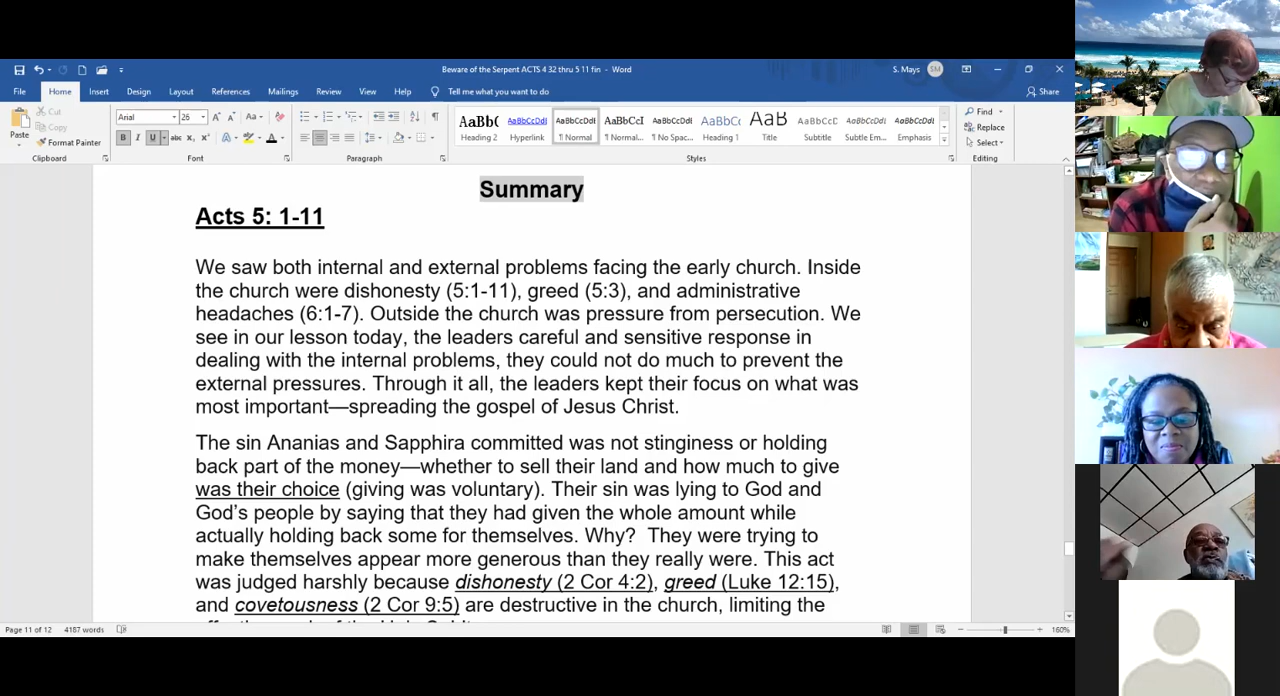 Beware of the Serpent ACTS 4 32 thru 5 11 fin - Word
S. Mays
SM
File Home Insert Design Layout References Mailings Review View Help Tell me what you want to do
Share
Paste
Cut
Copy
Format Painter
Clipboard
Arial 26
Font
Paragraph
AaBb( AaBbCcDdI AaBbCcDdI AaBbCcI AaBbCcDdI AaBbCc AaB AaBbCcD AaBbCcDdI AaBbCcDdI
Heading 2 Hyperlink ¶ Normal ¶ Normal... ¶ No Spac... Heading 1 Title Subtitle Subtle Em... Emphasis
Styles
Find
Replace
Select
Editing
Summary
Acts 5: 1-11
We saw both internal and external problems facing the early church. Inside
the church were dishonesty (5:1-11), greed (5:3), and administrative
headaches (6:1-7). Outside the church was pressure from persecution. We
see in our lesson today, the leaders careful and sensitive response in
dealing with the internal problems, they could not do much to prevent the
external pressures. Through it all, the leaders kept their focus on what was
most important—spreading the gospel of Jesus Christ.
The sin Ananias and Sapphira committed was not stinginess or holding
back part of the money—whether to sell their land and how much to give
was their choice (giving was voluntary). Their sin was lying to God and
God's people by saying that they had given the whole amount while
actually holding back some for themselves. Why? They were trying to
make themselves appear more generous than they really were. This act
was judged harshly because dishonesty (2 Cor 4:2), greed (Luke 12:15),
and covetousness (2 Cor 9:5) are destructive in the church, limiting the
Page 11 of 12 4187 words
160%